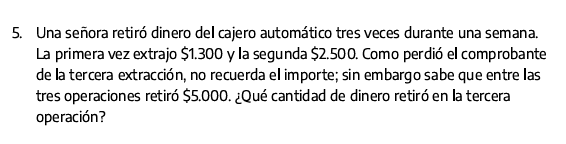 5. Una señora retiró dinero del cajero automático tres veces durante una semana.
La primera vez extrajo $1.300 y la segunda $2.500. Como perdió el comprobante
de la tercera extracción, no recuerda el importe; sin embargo sabe que entre las
tres operaciones retiró $5.000. ¿Qué cantidad de dinero retiró en la tercera
operación?